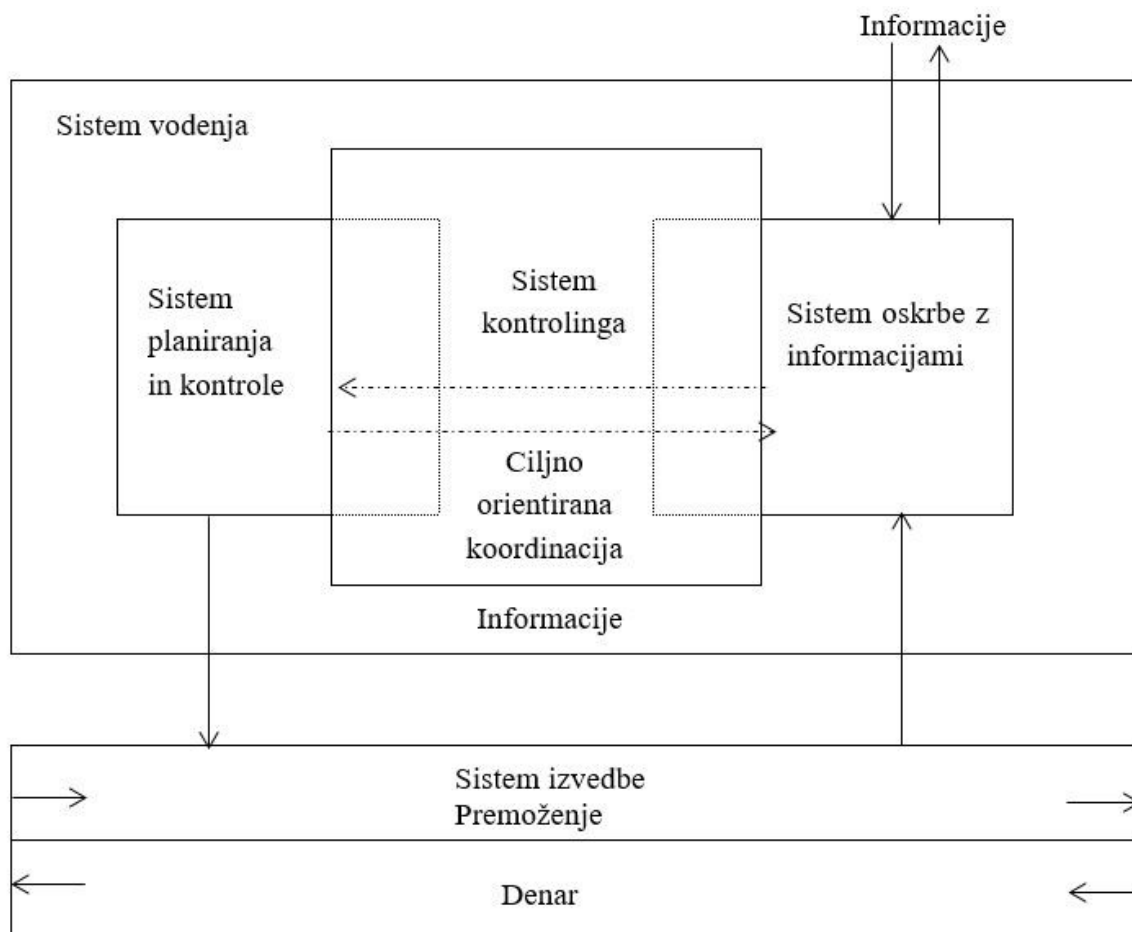 Informacije
Sistem vodenja
Sistem
planiranja
in kontrole
Sistem
kontrolinga
Sistem oskrbe z
informacijami
Ciljno
orientirana
koordinacija
Informacije
Sistem izvedbe
Premoženje
Denar